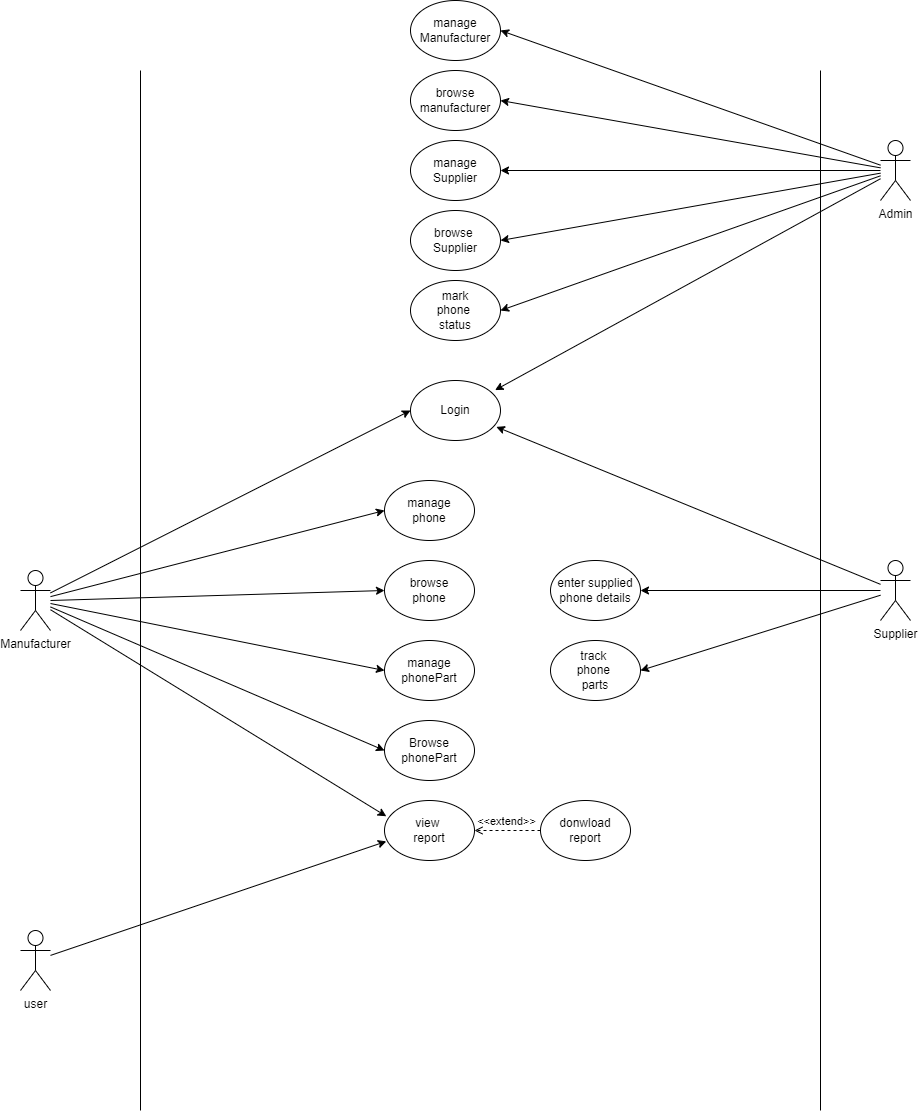 manage
Manufacturer
browse
manufacturer
manage
Supplier
Admin
browse
Supplier
mark
phone
status
Login
manage
phone
browse
phone
enter supplied
phone details
Manufacturer
Supplier
manage
phonePart
track
phone
parts
Browse
phonePart
view
report
<<extend>>
donwload
report
user